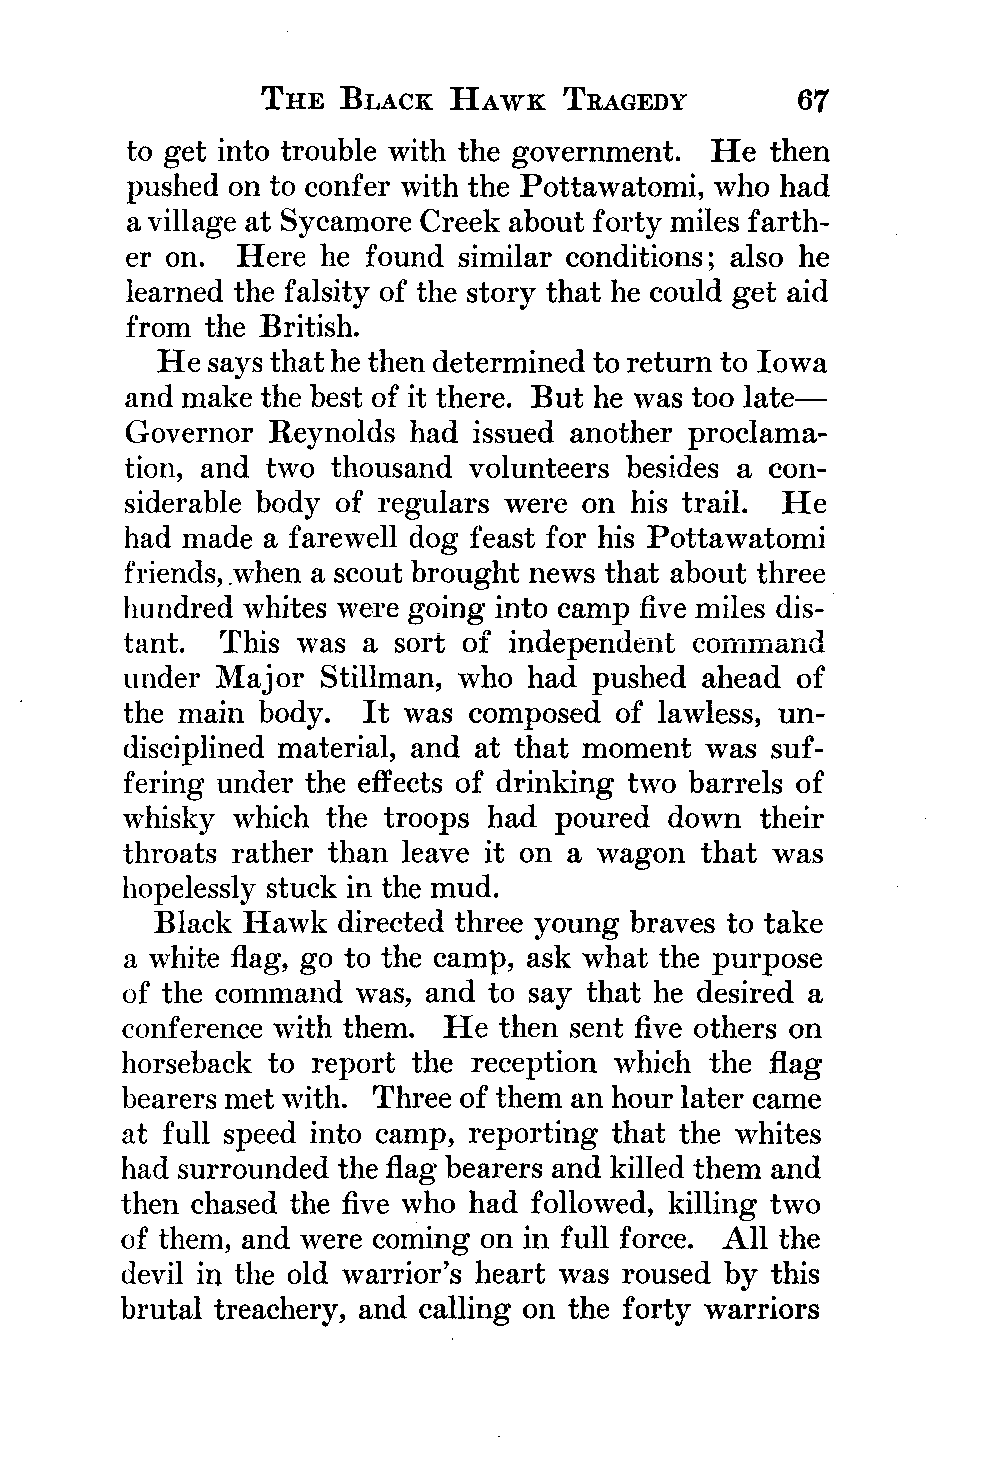 THE BLACK HAWK TRAGEDY 67
to get into trouble with the government. He then
pushed on to confer with the Pottawatomi, who had
a village at Sycamore Creek about forty miles farth-
er on. Here he found similar conditions; also he
learned the falsity of the story that he could get aid
from the British.
He says that he then determined to return to Iowa
and make the best of it there. But he was too late—
Governor Reynolds had issued another proclama-
tion, and two thousand volunteers besides a con-
siderable body of regulars were on his trail. He
had made a farewell dog feast for his Pottawatomi
friends, when a scout brought news that about three
hundred whites were going into camp five miles dis-
tant. This was a sort of independent command
under Major Stillman, who had pushed ahead of
the main body. It was composed of lawless, un-
disciplined material, and at that moment was suf-
fering under the effects of drinking two barrels of
whisky which the troops had poured down their
throats rather than leave it on a wagon that was
hopelessly stuck in the mud.
Black Hawk directed three young braves to take
a white flag, go to the camp, ask what the purpose
of the command was, and to say that he desired a
conference with them. He then sent five others on
horseback to report the reception which the flag
bearers met with. Three of them an hour later came
at full speed into camp, reporting that the whites
had surrounded the flag bearers and killed them and
then chased the five who had followed, killing two
of them, and were coming on in full force. All the
devil in the old warrior's heart was roused by this
brutal treachery, and calling on the forty warriors